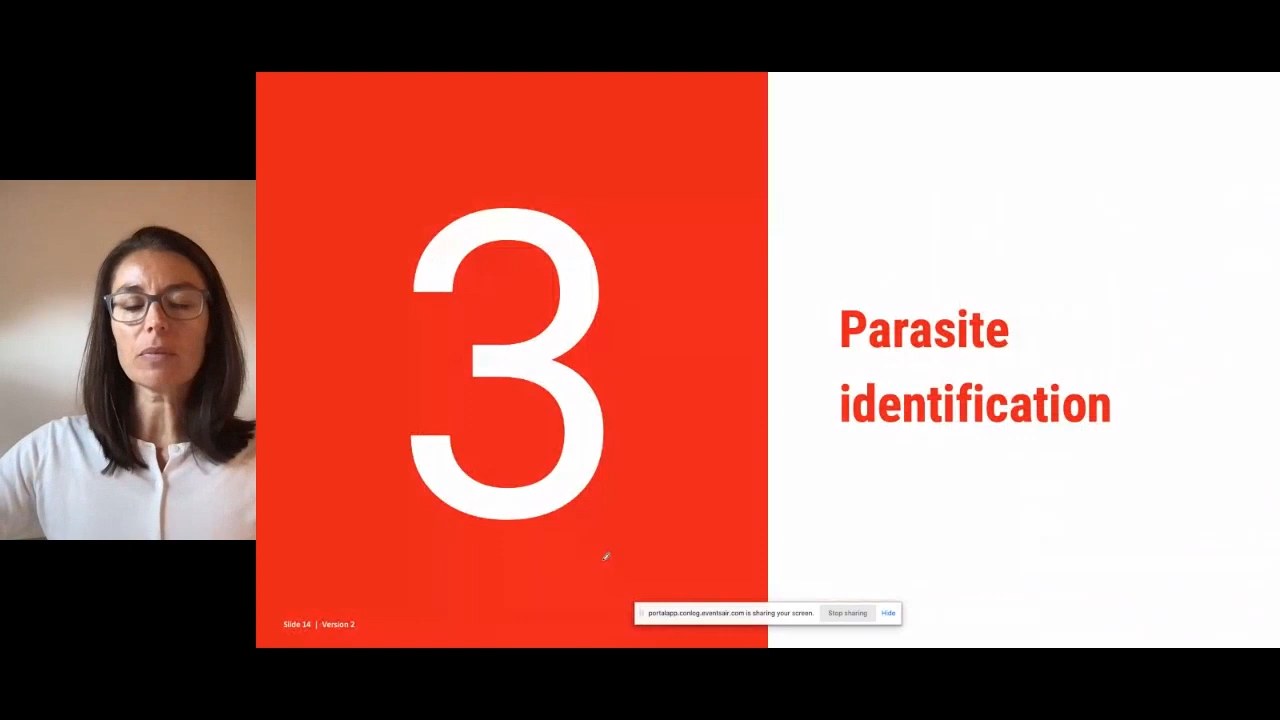 3
Parasite
identification
portalapp.conlog.eventsair.com is sharing your screen. Stop sharing Hide
Slide 14 | Version 2